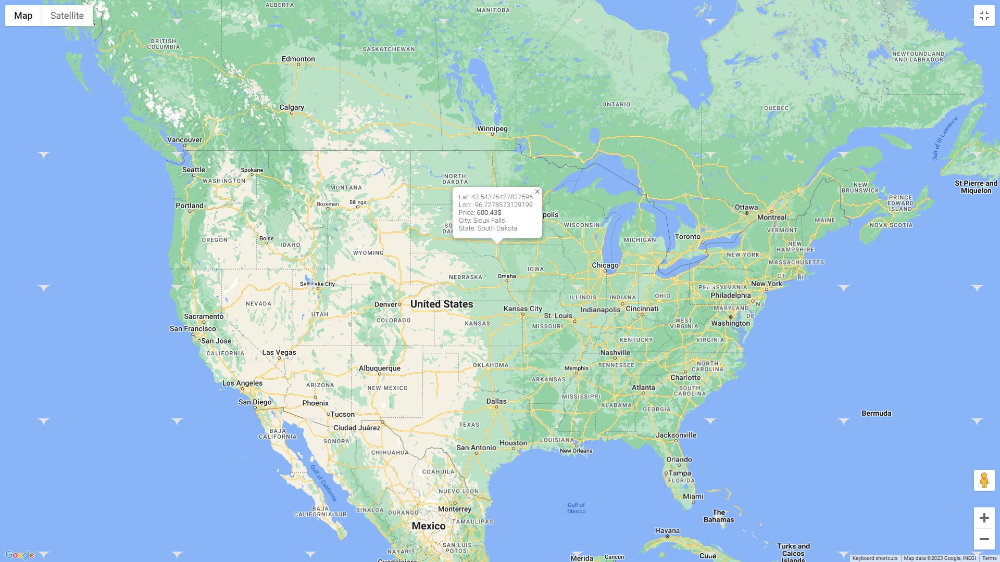 Map
Satellite
ALBERTA
MANITOBA
BRITISH
COLUMBIA
SASKATCHEWAN
NEWFOUNDLAND
AND LABRADOR
Edmonton
Calgary
ONTARIO
QUEBEC
Winnipeg
Gulf of St Lawrence
Vancouver
Seattle
Spokane
WASHINGTON
NORTH
DAKOTA
MONTANA
NEW
BRUNSWICK
St Pierre and
Miquelon
Lat: 43.54376427827595
Lon: -96.7278573129199
Price: 600.43$
City: Sioux Falls
State: South Dakota
Bozeman
Billings
PRINCE
EDWARD
ISLAND
Portland
Ottawa
Montreal
polis
WISCONSIN
MAINE
NOVA SCOTIA
VERMONT
SO
DA
Boise
OREGON
IDAHO
MICHIGAN
Toronto
NEW
HAMPSHIRE
WYOMING
NEW YORK
MASSACHUSETTS
Chicago
IOWA
NEBRASKA
Omaha
CT
RI
Salt Lake City
New York
PENNSYLVANIA
Philadelphia
NEVADA
Denver
United States
ILLINOIS
INDIANA
OHIO
NJ
Kansas City
St. Louis
Indianapolis
Cincinnati
MARYLAND
DE
Sacramento
UTAH
COLORADO
KANSAS
MISSOURI
WEST
VIRGINIA
Washington
San Francisco
San Jose
KENTUCKY
VIRGINIA
CALIFORNIA
Las Vegas
Nashville
Albuquerque
OKLAHOMA
Memphis
TENNESSEE
NORTH
CAROLINA
Charlotte
Los Angeles
ARIZONA
NEW MEXICO
ARKANSAS
Atlanta
SOUTH
CAROLINA
San Diego
Phoenix
Dallas
MISSISSIPPI
ALABAMA
GEORGIA
Tucson
Bermuda
Ciudad Juárez
TEXAS
BAJA
CALIFORNIA
SONORA
Jacksonville
CHIHUAHUA
San Antonio
Houston
LOUISIANA
New Orleans
Orlando
Gulf of California
COAHUILA
Tampa
FLORIDA
NUEVO LEON
Miami
BAJA
CALIFORNIA SUR
SINALOA
DURANGO
Monterrey
Gulf of
Mexico
The
Bahamas
TAMAULIPAS
Mexico
Havana
SAN LUIS
POTOSI
NAYARIT
Guadalajara
Merida
Cancún
Cuba
Turks and
Caicos
Islands
Google
Keyboard shortcuts
Map data ©2023 Google, INEGI
Terms